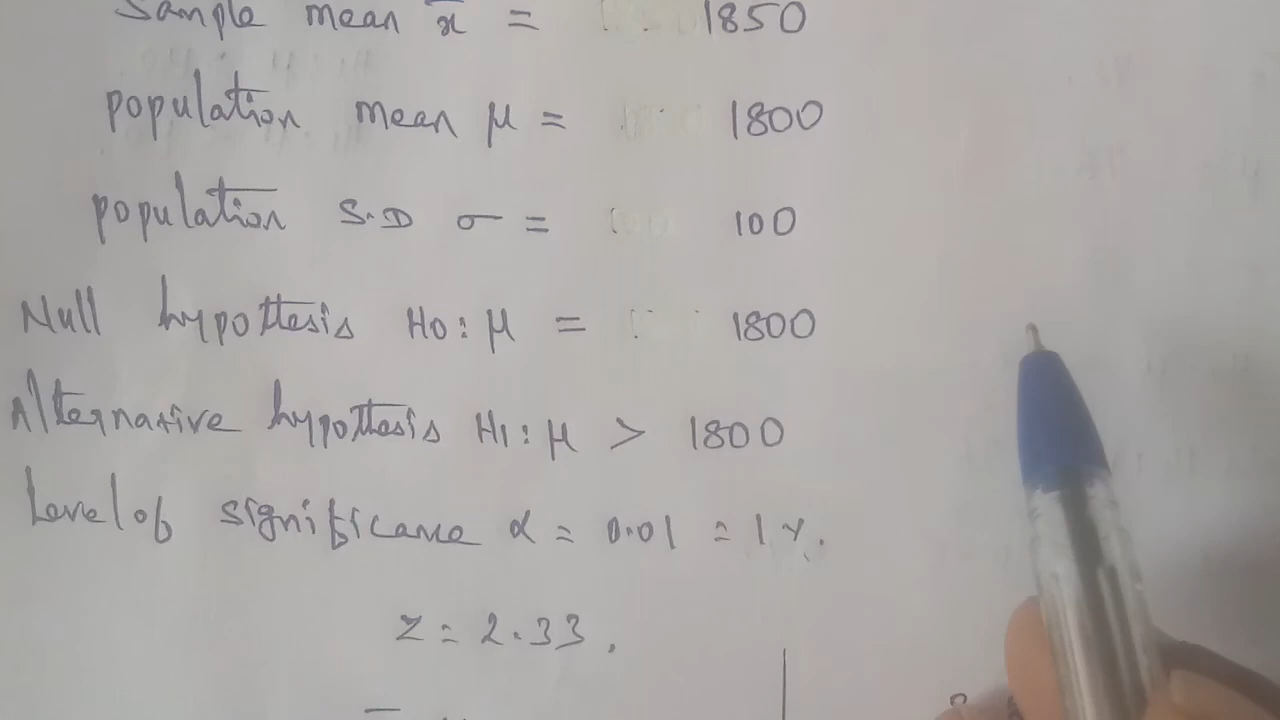 Sample mean x̄ = 1850
population mean μ = 1800
population S.D σ = 100
Null hypothesis H0: μ = 1800
Alternative hypothesis H1: μ > 1800
Level of significance α = 0.01 = 1%.
Z = 2.33.